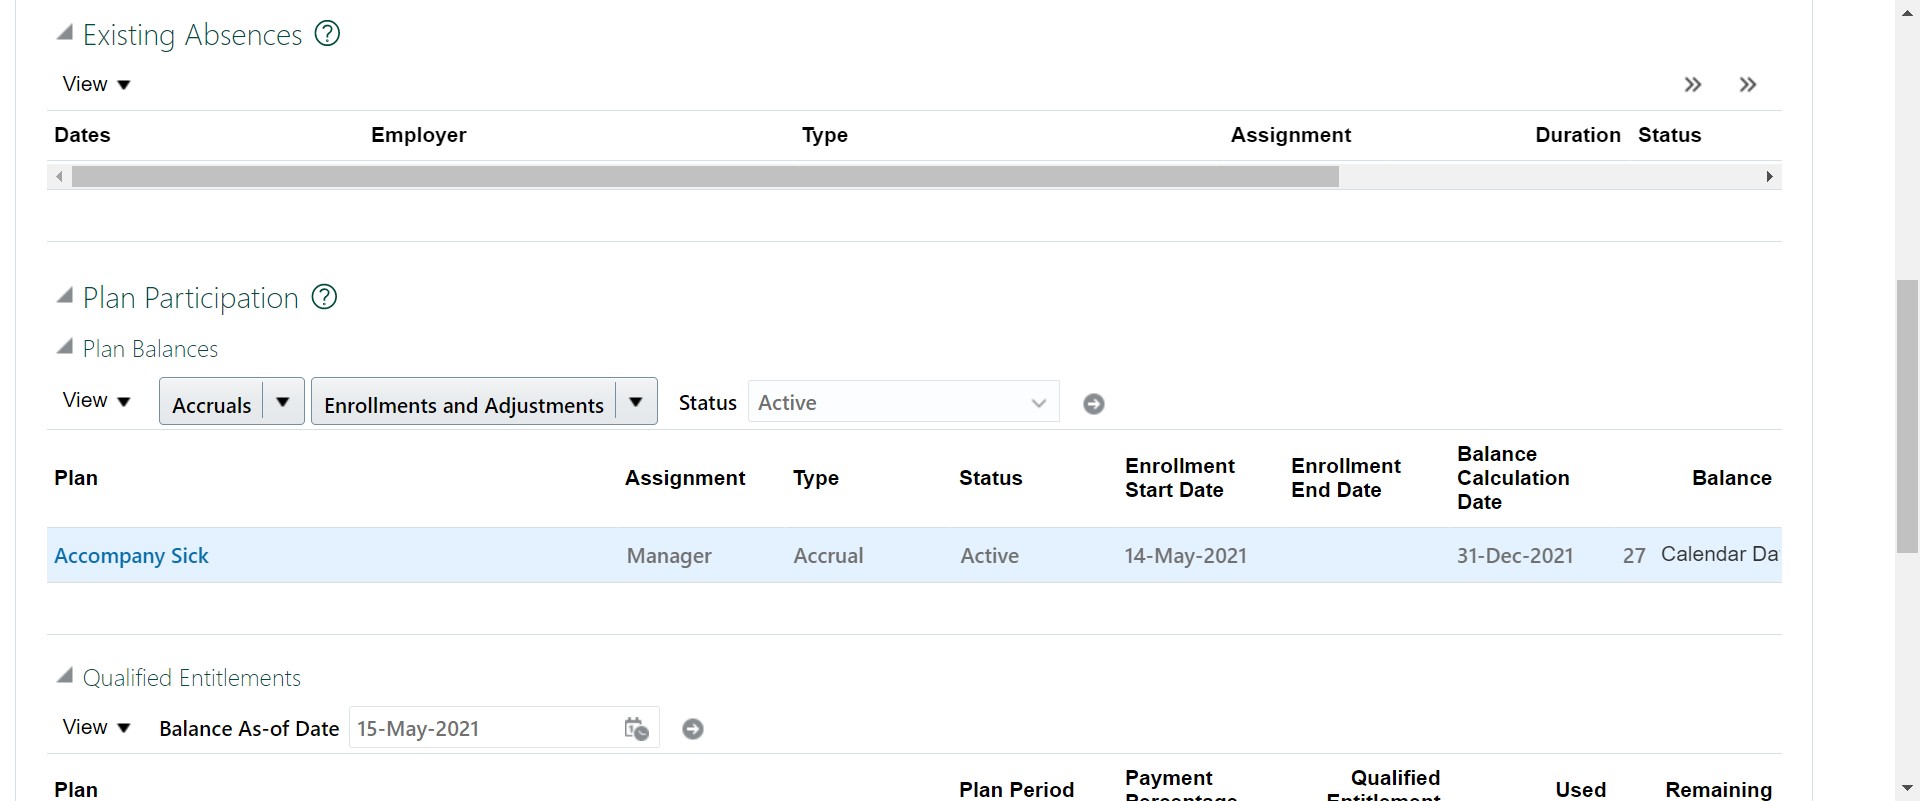 Existing Absences ?
View
Dates Employer Type Assignment Duration Status
Plan Participation ?
Plan Balances
View Accruals Enrollments and Adjustments Status Active
Plan Assignment Type Status Enrollment Start Date Enrollment End Date Balance Calculation Date Balance
Accompany Sick Manager Accrual Active 14-May-2021 31-Dec-2021 27 Calendar Da
Qualified Entitlements
View Balance As-of Date 15-May-2021
Plan Plan Period Payment Percentage Qualified Entitlement Used Remaining